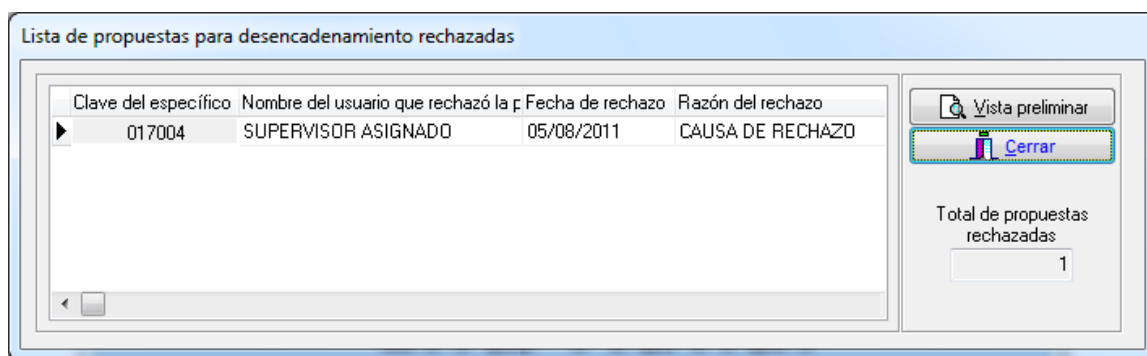 Lista de propuestas para desencadenamiento rechazadas
Clave del específico Nombre del usuario que rechazó la p Fecha de rechazo Razón del rechazo
017004 SUPERVISOR ASIGNADO 05/08/2011 CAUSA DE RECHAZO
Vista preliminar
Cerrar
Total de propuestas
rechazadas
1